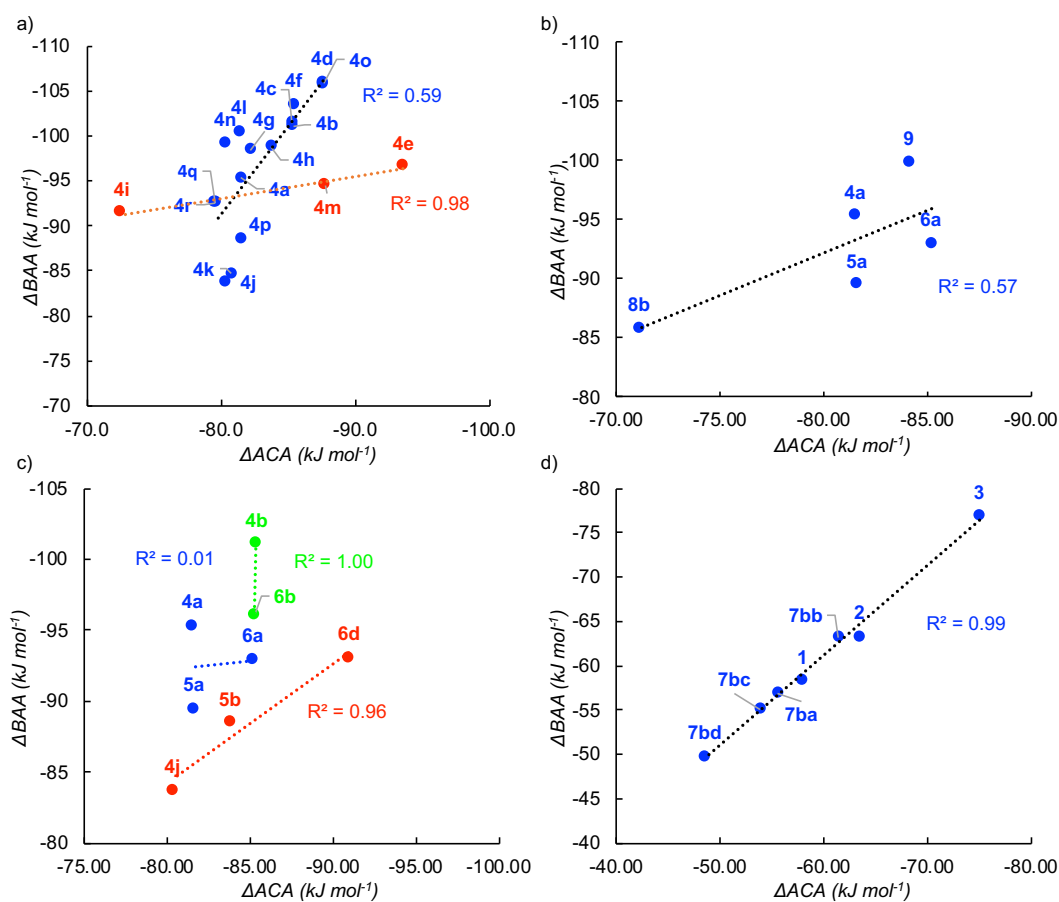 a)
-110
-105
-100
-95
-90
-85
-80
-75
-70
ΔBAA (kJ mol-1)
4d
4o
4f
4c
R² = 0.59
4l
4n
4g
4b
4e
4h
4q
4a
4i
4m
4r
R² = 0.98
4p
4k
4j
-70.0
-80.0
-90.0
-100.0
ΔACA (kJ mol-1)
b)
-110
-105
-100
-95
-90
-85
-80
ΔBAA (kJ mol-1)
9
4a
6a
5a
R² = 0.57
8b
-70.00
-75.00
-80.00
-85.00
-90.00
ΔACA (kJ mol-1)
c)
-105
-100
-95
-90
-85
-80
ΔBAA (kJ mol-1)
4b
R² = 0.01
R² = 1.00
6b
4a
6a
6d
5a
5b
R² = 0.96
4j
-75.00
-80.00
-85.00
-90.00
-95.00
-100.00
ΔACA (kJ mol-1)
d)
-80
-75
-70
-65
-60
-55
-50
-45
-40
ΔBAA (kJ mol-1)
3
7bb
2
R² = 0.99
1
7bc
7ba
7bd
-40.00
-50.00
-60.00
-70.00
-80.00
ΔACA (kJ mol-1)